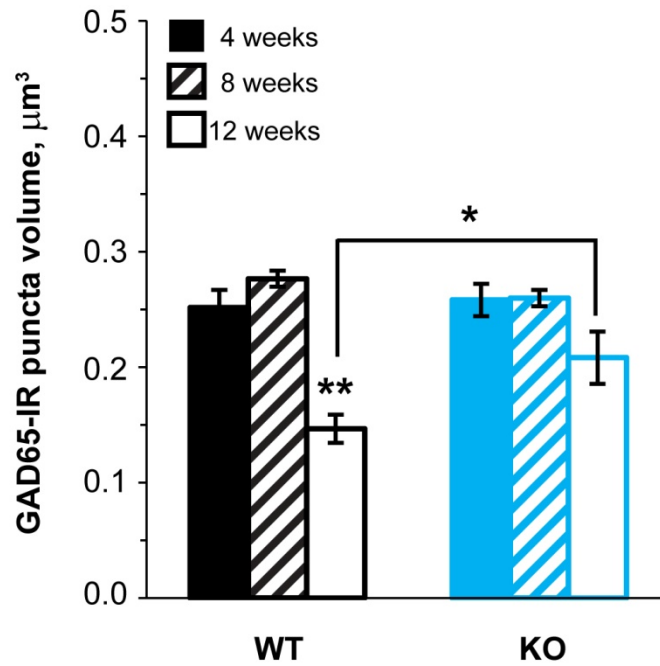 GAD65-IR puncta volume, μm³
0.5
0.4
0.3
0.2
0.1
0.0
4 weeks
8 weeks
12 weeks
*
**
WT
KO